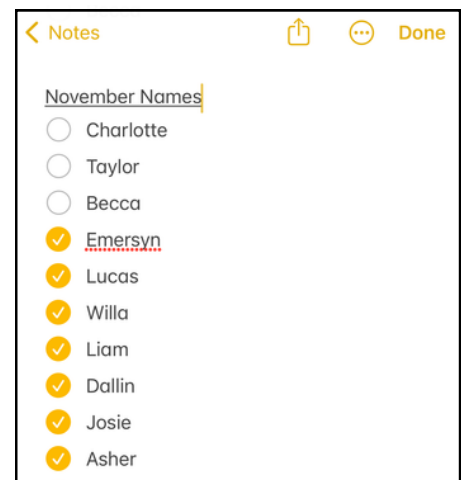 Notes Done
November Names
Charlotte
Taylor
Becca
Emersyn
Lucas
Willa
Liam
Dallin
Josie
Asher